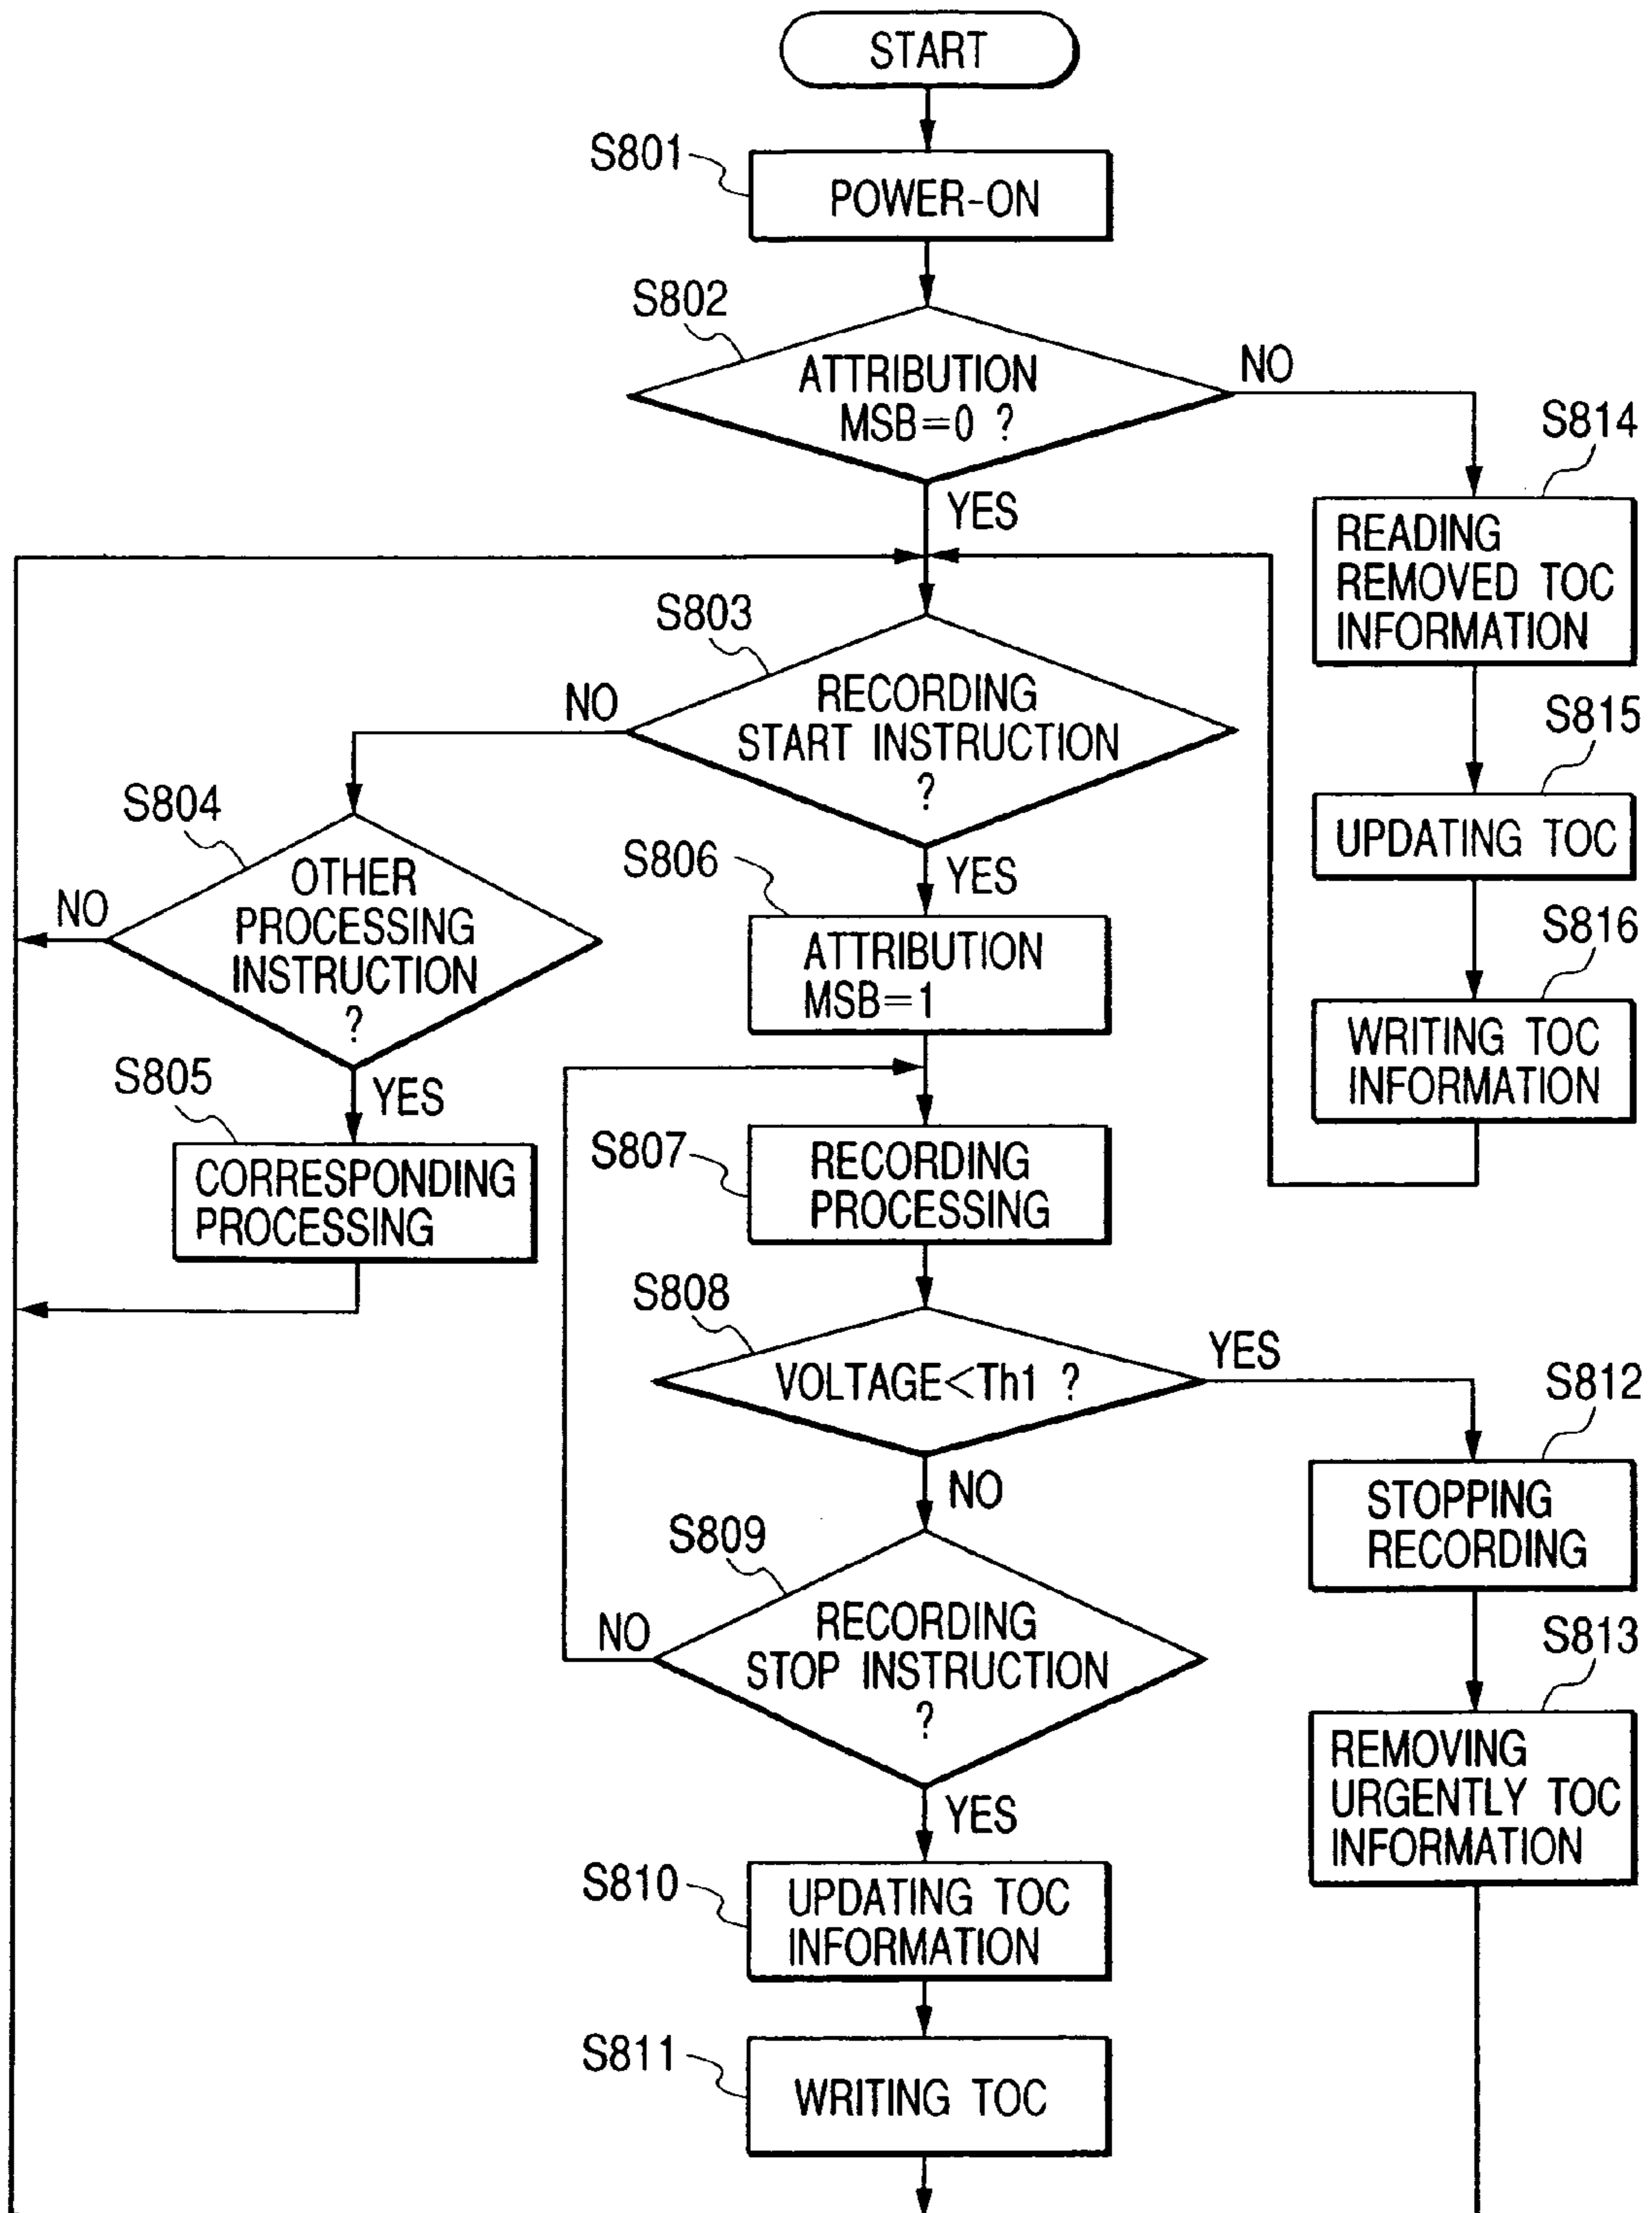 START
S801
POWER-ON
S802
ATTRIBUTION
MSB=0 ?
NO
YES
S814
READING
REMOVED TOC
INFORMATION
S803
RECORDING
START INSTRUCTION
?
NO
YES
S815
UPDATING TOC
S804
OTHER
PROCESSING
INSTRUCTION
?
NO
YES
S806
ATTRIBUTION
MSB=1
S816
WRITING TOC
INFORMATION
S805
CORRESPONDING
PROCESSING
S807
RECORDING
PROCESSING
S808
VOLTAGE<Th1 ?
YES
NO
S812
STOPPING
RECORDING
S809
RECORDING
STOP INSTRUCTION
?
NO
YES
S813
REMOVING
URGENTLY TOC
INFORMATION
S810
UPDATING TOC
INFORMATION
S811
WRITING TOC